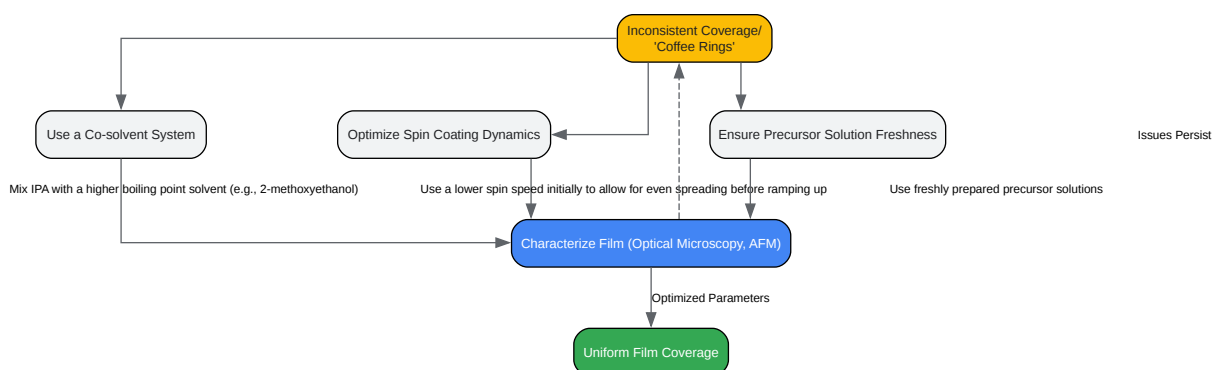 Inconsistent Coverage/
'Coffee Rings'
Use a Co-solvent System
Optimize Spin Coating Dynamics
Ensure Precursor Solution Freshness
Issues Persist
Mix IPA with a higher boiling point solvent (e.g., 2-methoxyethanol)
Use a lower spin speed initially to allow for even spreading before ramping up
Use freshly prepared precursor solutions
Characterize Film (Optical Microscopy, AFM)
Optimized Parameters
Uniform Film Coverage